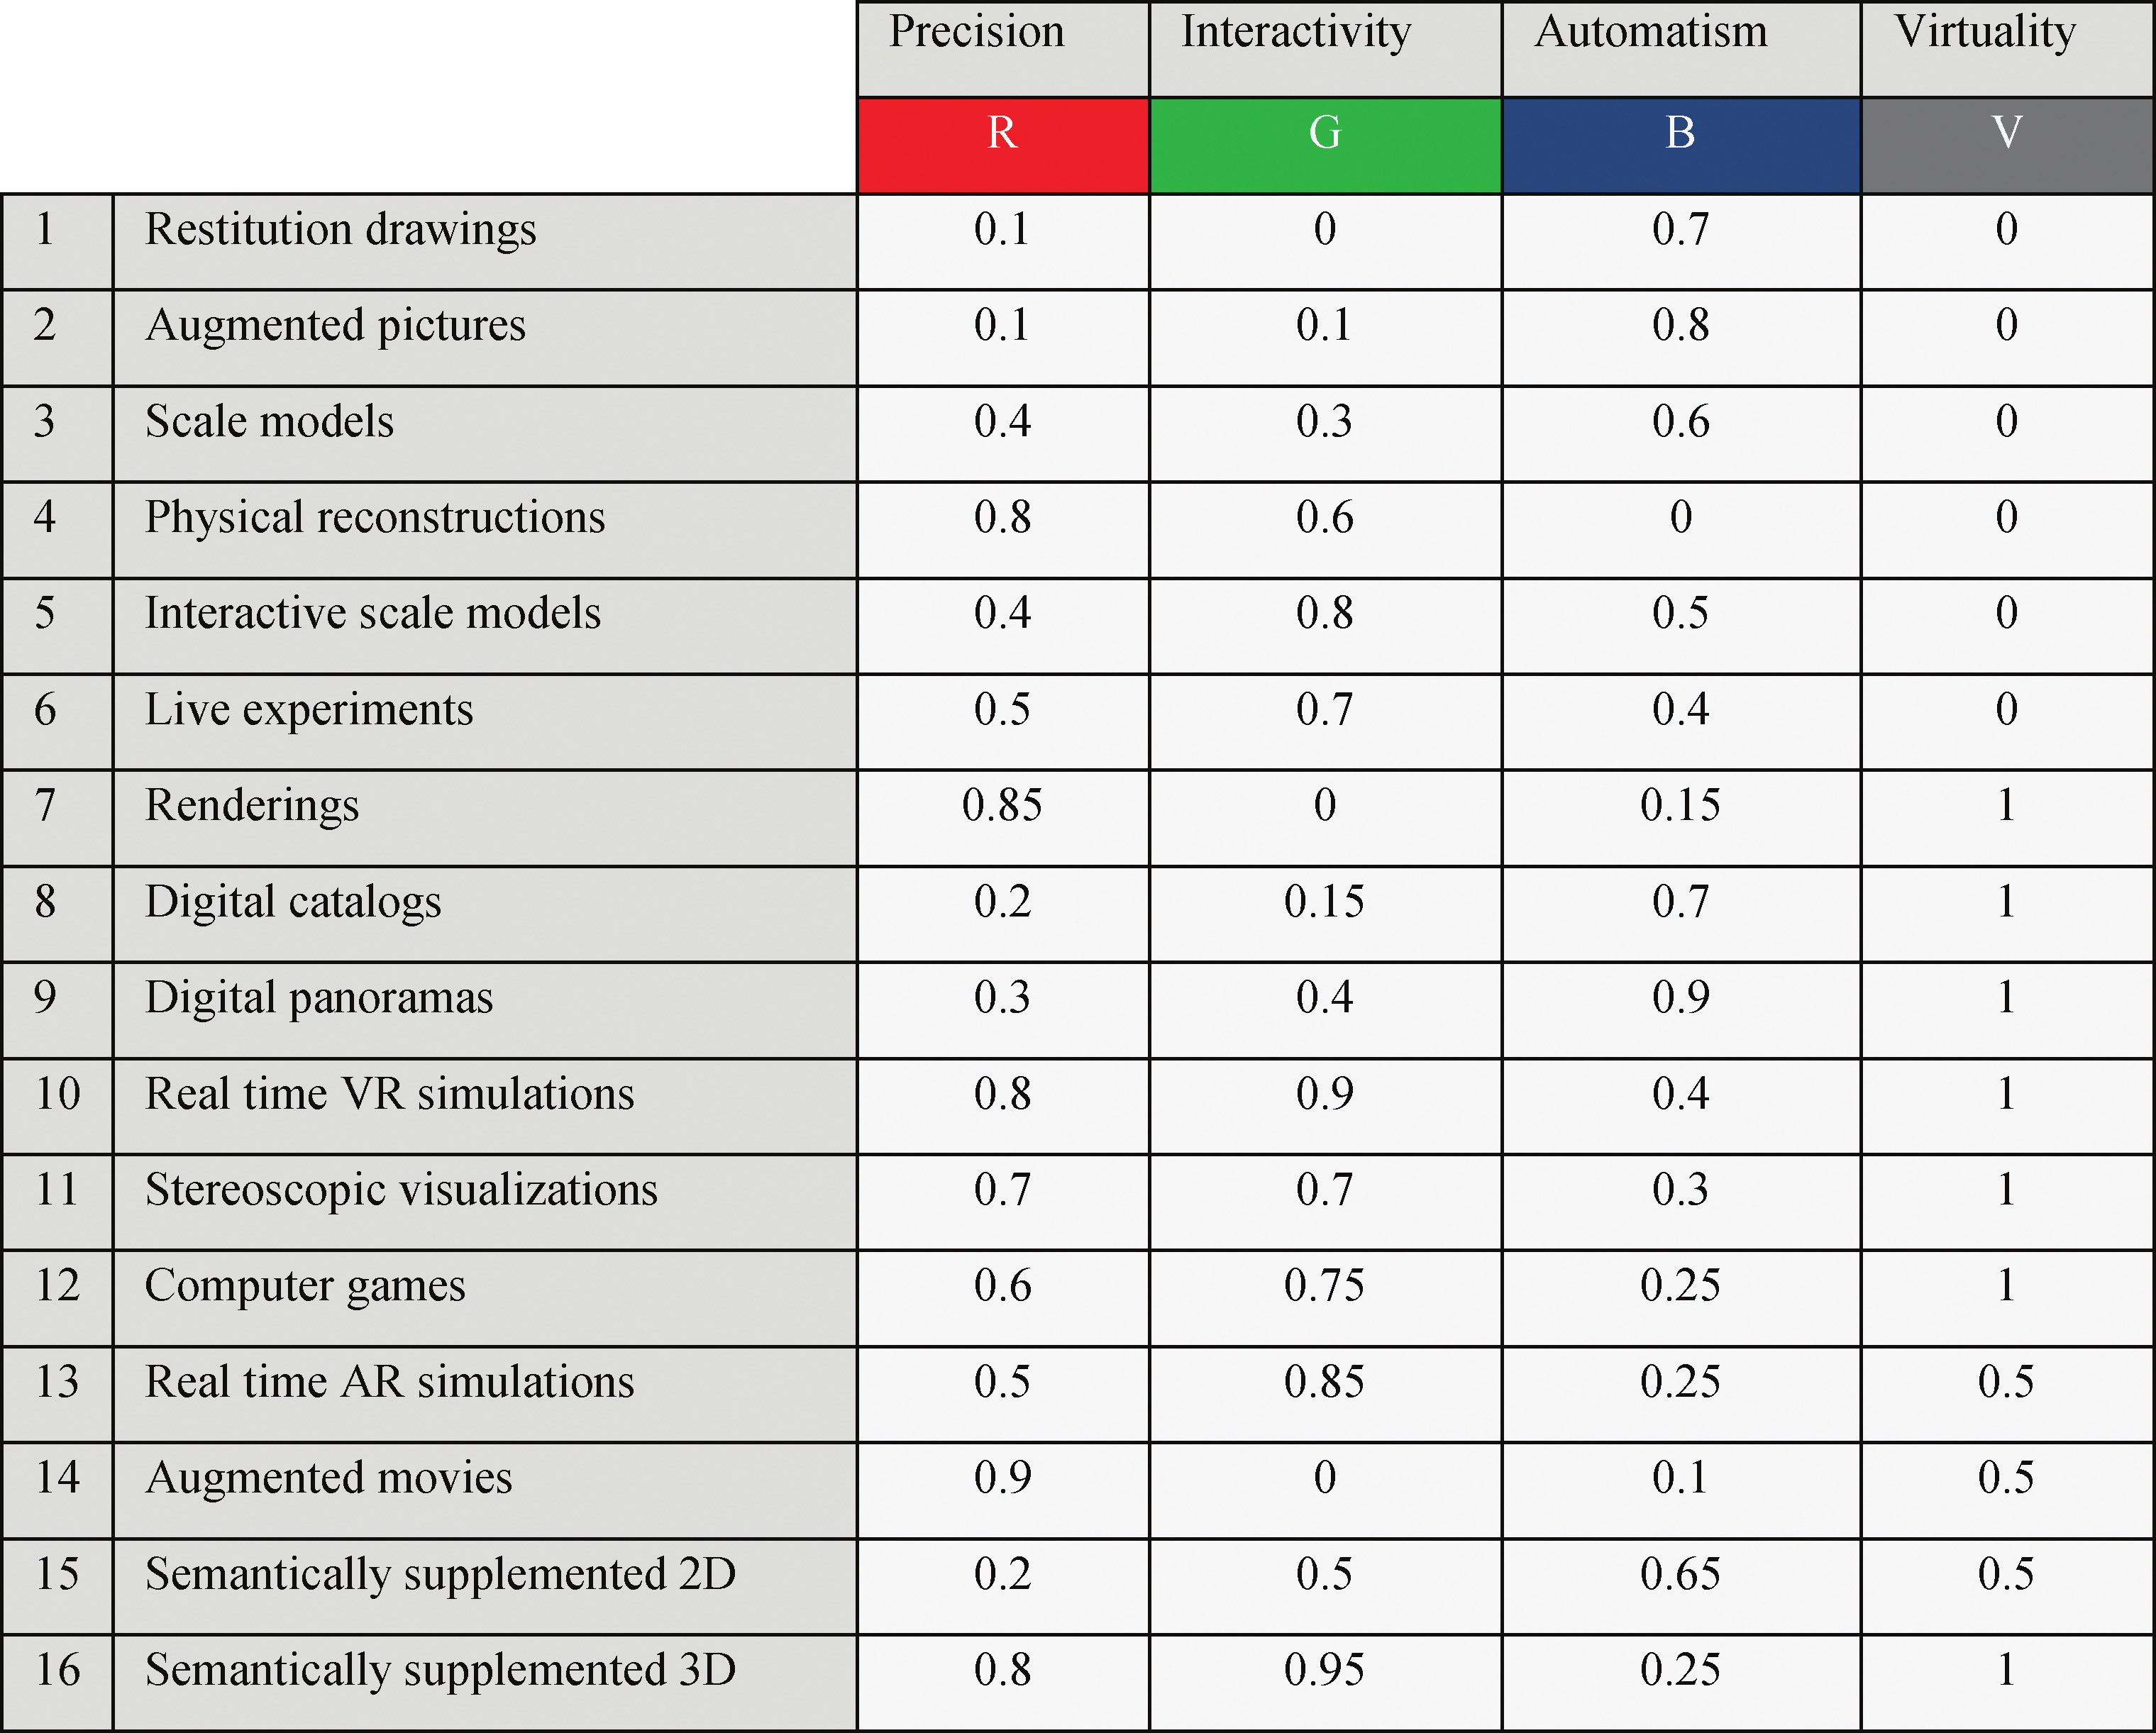 Precision Interactivity Automatism Virtuality
R G B V
1 Restitution drawings 0.1 0 0.7 0
2 Augmented pictures 0.1 0.1 0.8 0
3 Scale models 0.4 0.3 0.6 0
4 Physical reconstructions 0.8 0.6 0 0
5 Interactive scale models 0.4 0.8 0.5 0
6 Live experiments 0.5 0.7 0.4 0
7 Renderings 0.85 0 0.15 1
8 Digital catalogs 0.2 0.15 0.7 1
9 Digital panoramas 0.3 0.4 0.9 1
10 Real time VR simulations 0.8 0.9 0.4 1
11 Stereoscopic visualizations 0.7 0.7 0.3 1
12 Computer games 0.6 0.75 0.25 1
13 Real time AR simulations 0.5 0.85 0.25 0.5
14 Augmented movies 0.9 0 0.1 0.5
15 Semantically supplemented 2D 0.2 0.5 0.65 0.5
16 Semantically supplemented 3D 0.8 0.95 0.25 1